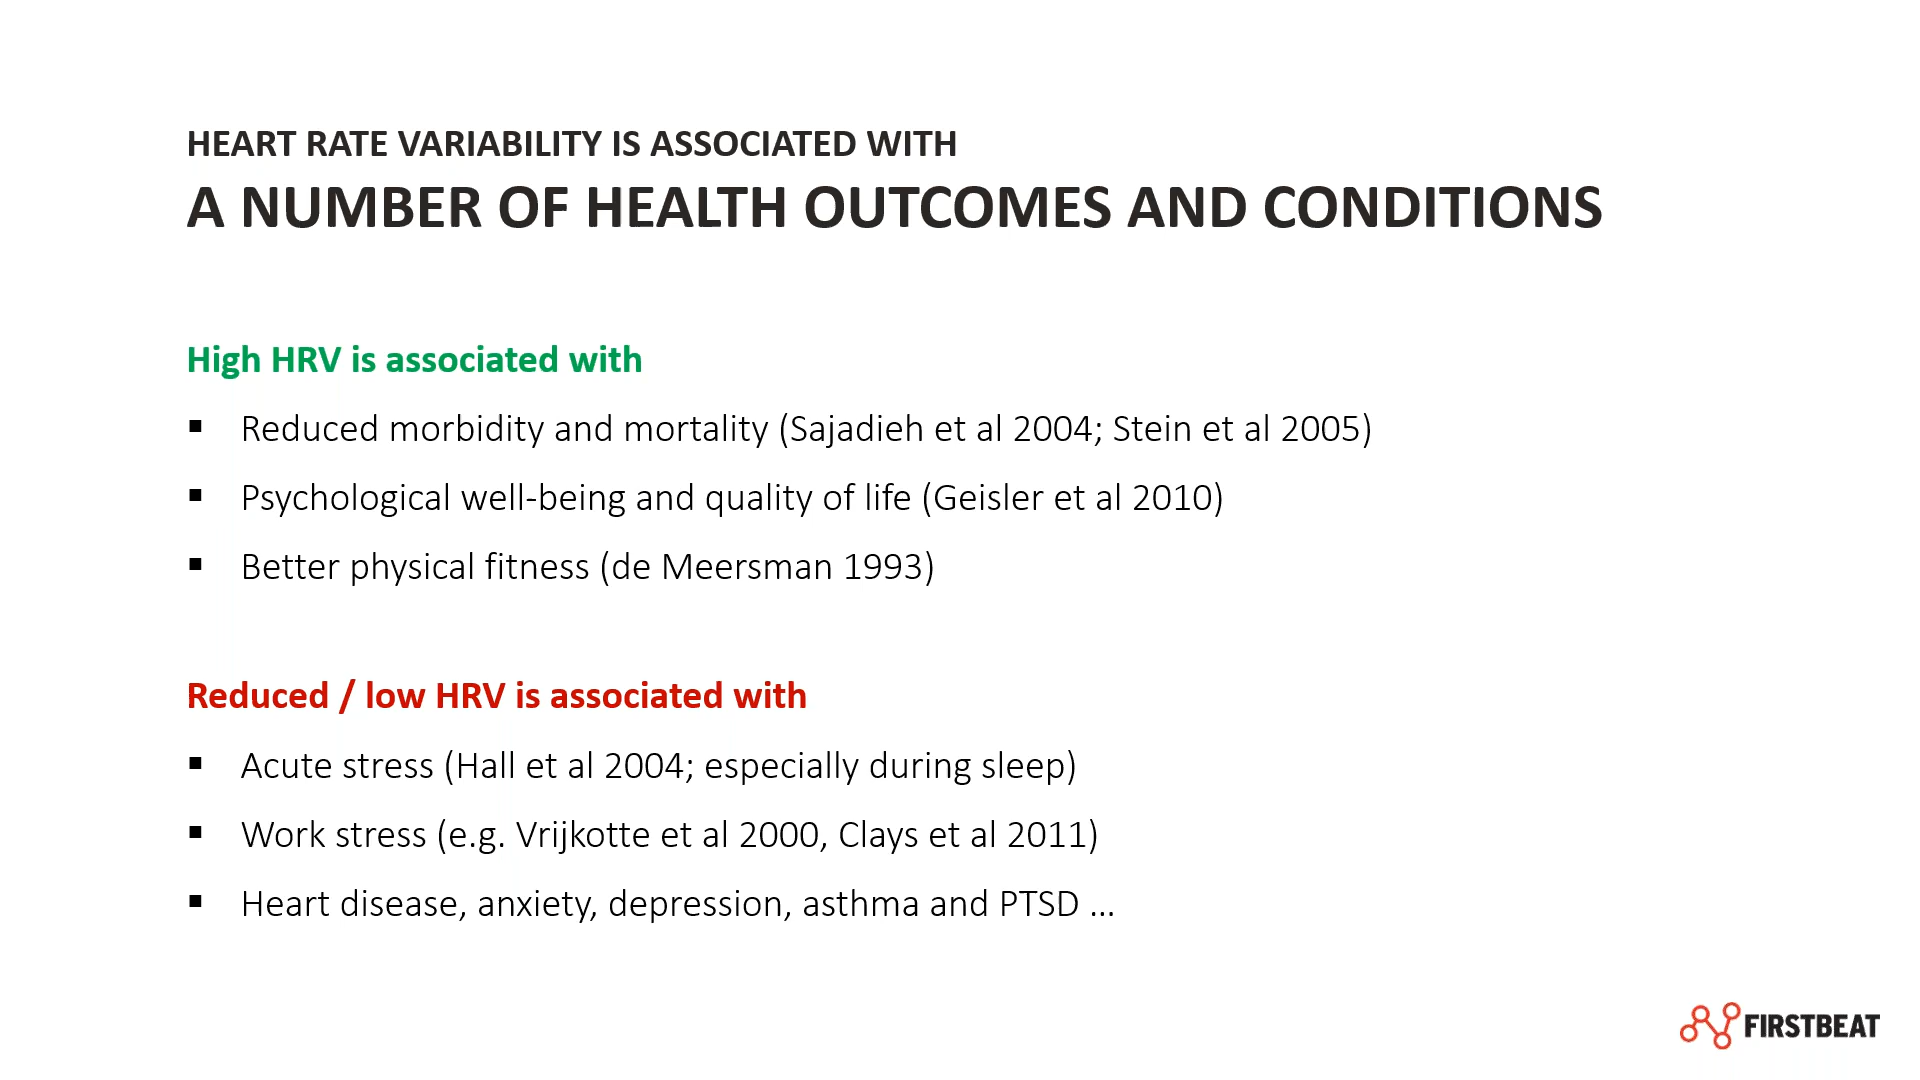 HEART RATE VARIABILITY IS ASSOCIATED WITH
A NUMBER OF HEALTH OUTCOMES AND CONDITIONS
High HRV is associated with
▪ Reduced morbidity and mortality (Sajadieh et al 2004; Stein et al 2005)
▪ Psychological well-being and quality of life (Geisler et al 2010)
▪ Better physical fitness (de Meersman 1993)
Reduced / low HRV is associated with
▪ Acute stress (Hall et al 2004; especially during sleep)
▪ Work stress (e.g. Vrijkotte et al 2000, Clays et al 2011)
▪ Heart disease, anxiety, depression, asthma and PTSD ...
FIRSTBEAT